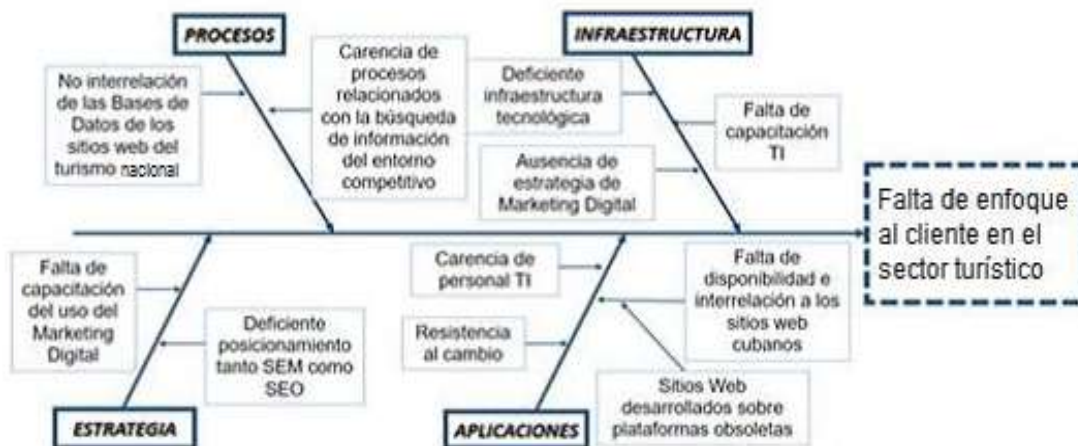 PROCESOS
No interrelación
de las Bases de
Datos de los
sitios web del
turismo nacional
Carencia de
procesos
relacionados
con la búsqueda
de información
del entorno
competitivo
INFRAESTRUCTURA
Deficiente
infraestructura
tecnológica
Falta de
capacitación
TI
Ausencia de
estrategia de
Marketing Digital
Falta de enfoque
al cliente en el
sector turístico
Falta de
capacitación
del uso del
Marketing
Digital
Deficiente
posicionamiento
tanto SEM como
SEO
ESTRATEGIA
Carencia de
personal TI
Resistencia
al cambio
Falta de
disponibilidad e
interrelación a los
sitios web
cubanos
Sitios Web
desarrollados sobre
plataformas obsoletas
APLICACIONES